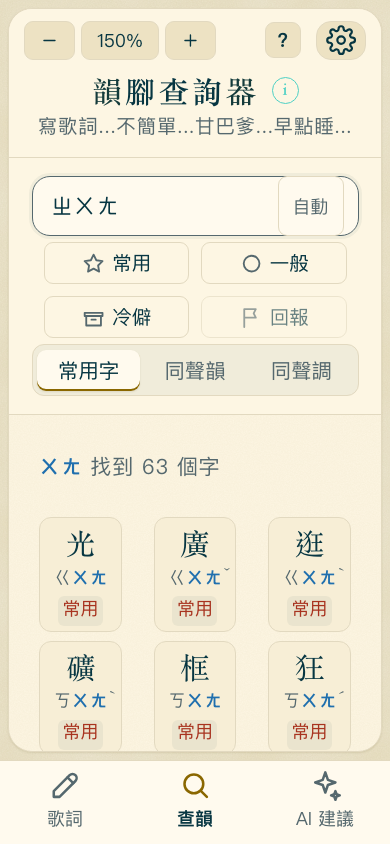 − 150% + ?
韻腳查詢器 i
寫歌詞...不簡單...甘巴爹...早點睡...
ㄓㄨㄤ 自動
常用 一般
冷僻 回報
常用字 同聲韻 同聲調
ㄨㄤ 找到 63 個字
光 廣 逛
ㄍㄨㄤ ㄍㄨㄤˇ ㄍㄨㄤˋ
常用 常用 常用
礦 框 狂
ㄎㄨㄤˋ ㄎㄨㄤ ㄎㄨㄤˊ
常用 常用 常用
歌詞 查韻 AI 建議